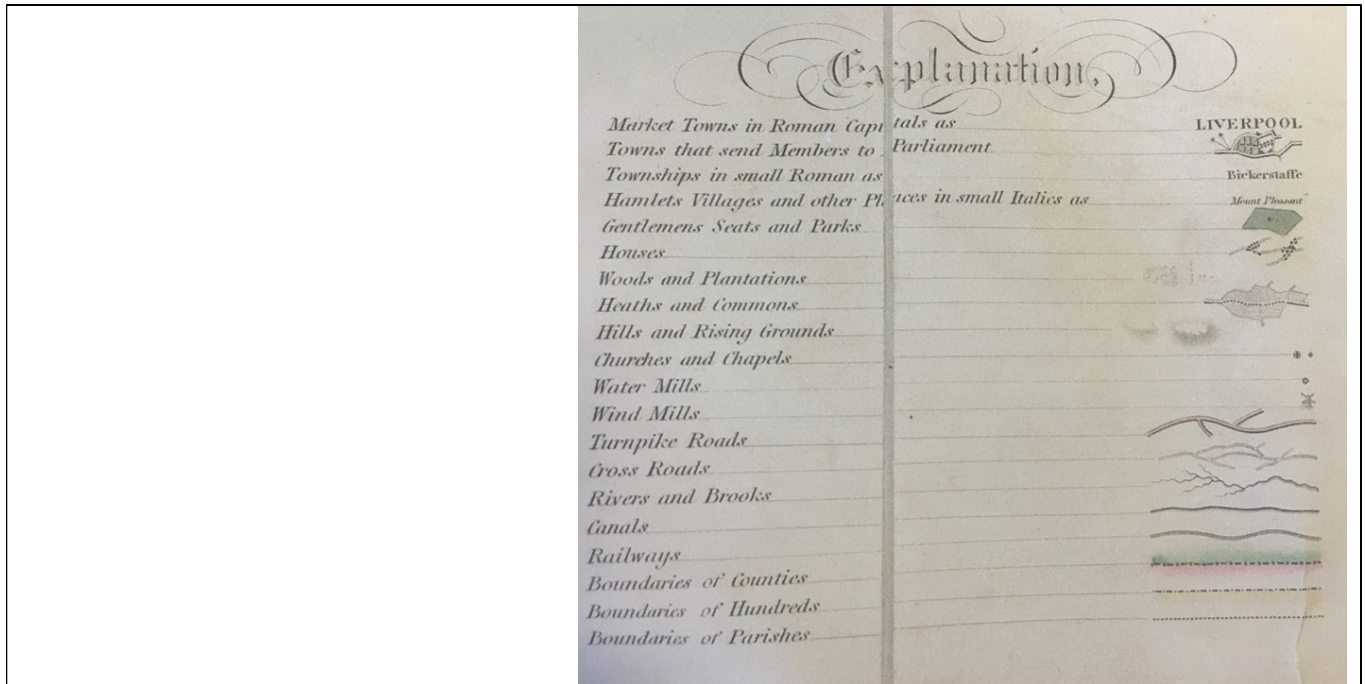 Explanation.
Market Towns in Roman Capitals as LIVERPOOL
Towns that send Members to Parliament
Townships in small Roman as Bickerstaffe
Hamlets Villages and other Places in small Italics as Mount Pleasant
Gentlemens Seats and Parks
Houses
Woods and Plantations
Heaths and Commons
Hills and Rising Grounds
Churches and Chapels
Water Mills
Wind Mills
Turnpike Roads
Cross Roads
Rivers and Brooks
Canals
Railways
Boundaries of Counties
Boundaries of Hundreds
Boundaries of Parishes